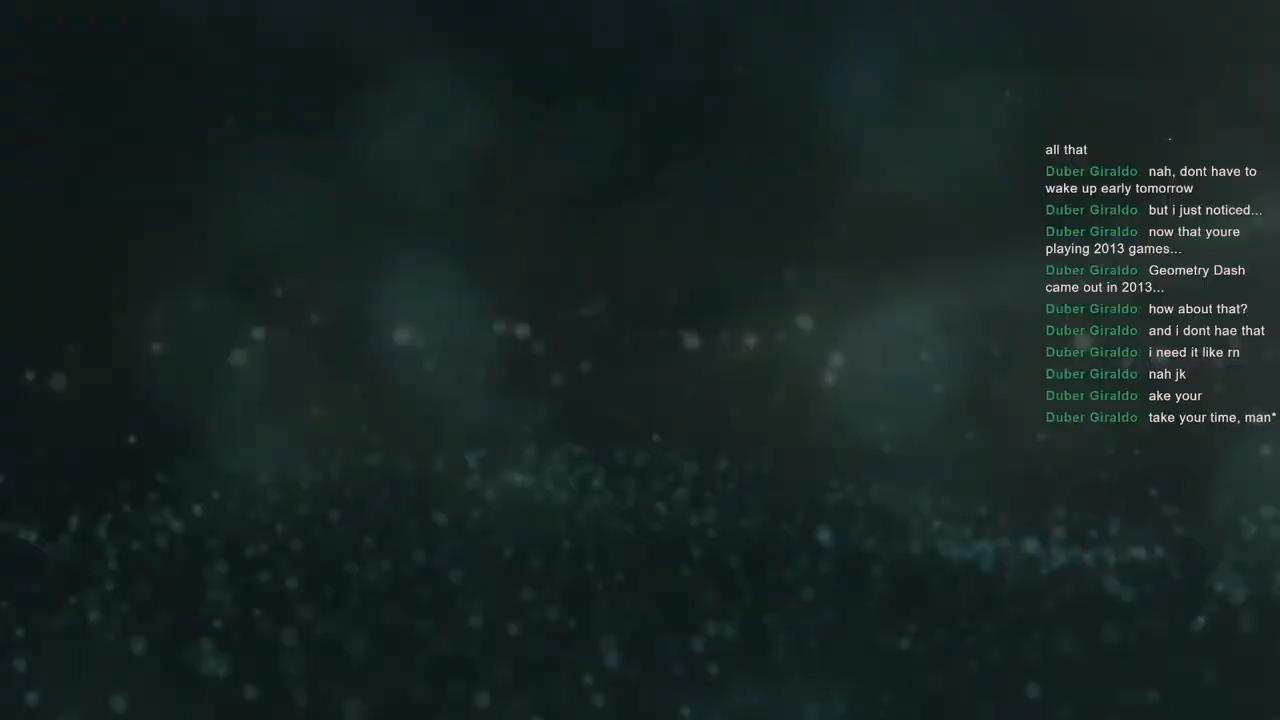 all that
Duber Giraldo: nah, dont have to
wake up early tomorrow
Duber Giraldo: but i just noticed...
Duber Giraldo: now that youre
playing 2013 games...
Duber Giraldo: Geometry Dash
came out in 2013...
Duber Giraldo: how about that?
Duber Giraldo: and i dont hae that
Duber Giraldo: i need it like rn
Duber Giraldo: nah jk
Duber Giraldo: ake your
Duber Giraldo: take your time, man*